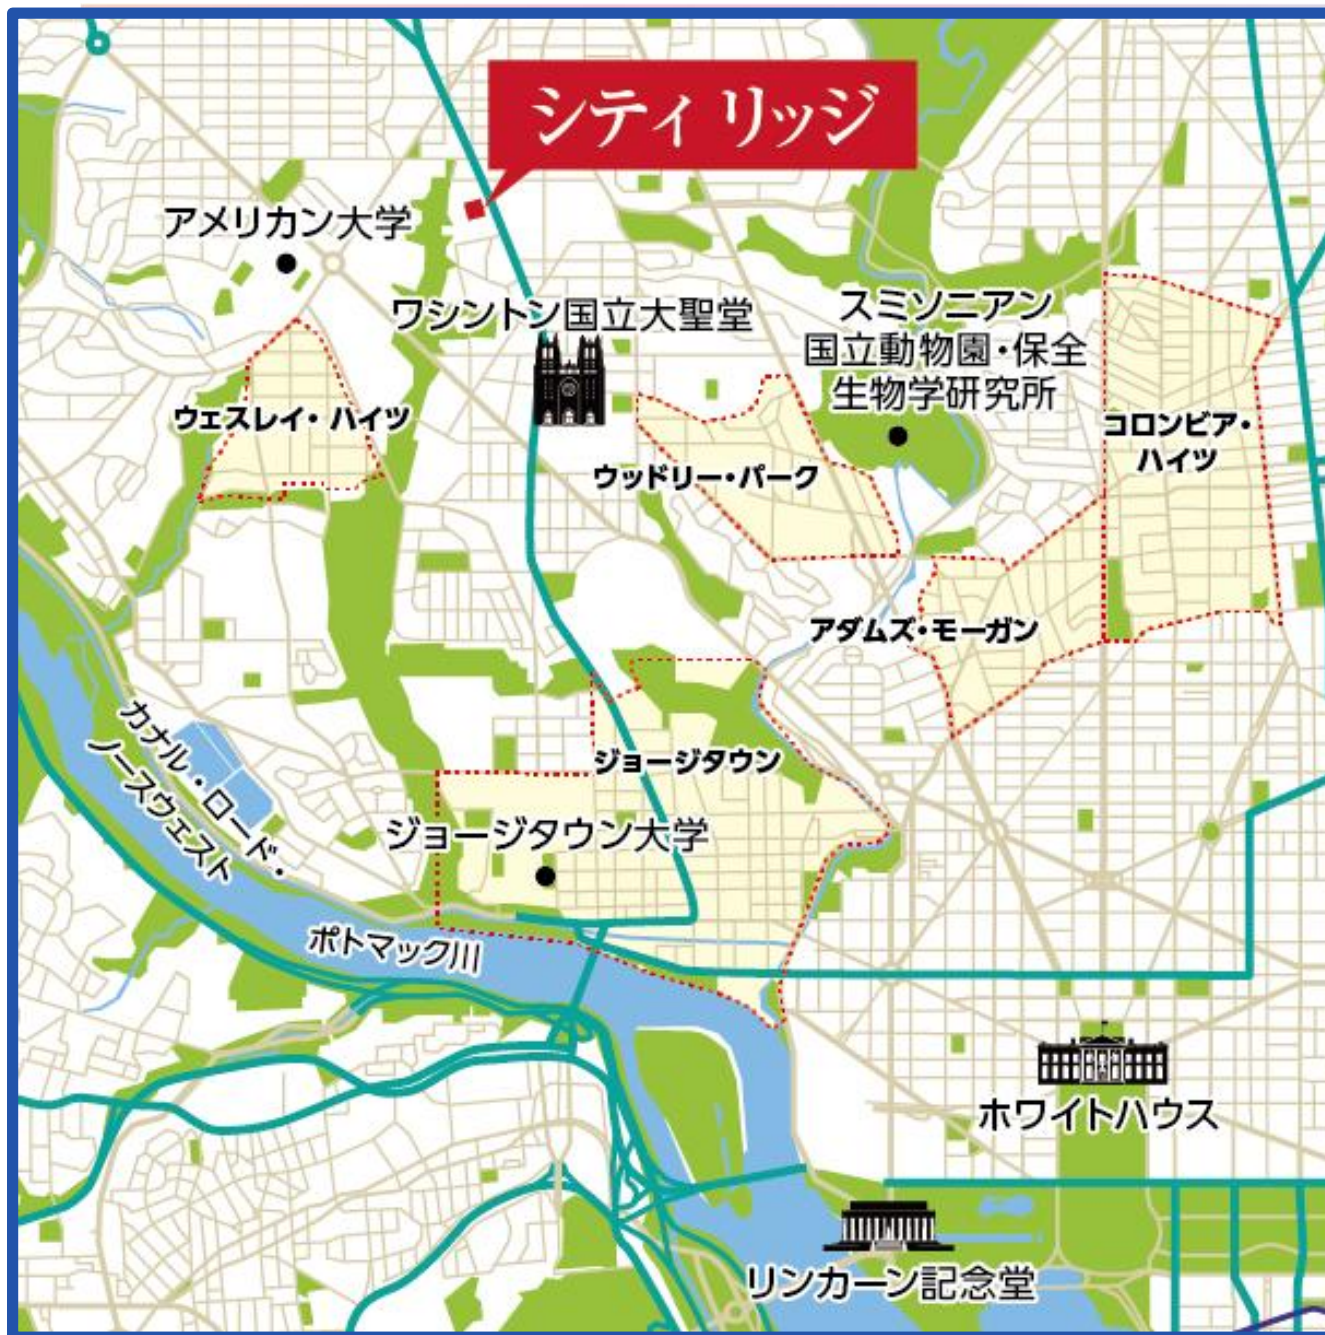 シティ リッジ
アメリカン大学
ワシントン国立大聖堂
スミソニアン
国立動物園・保全
生物学研究所
ウェスレイ・ハイツ
コロンビア・
ハイツ
ウッドリー・パーク
アダムズ・モーガン
カナル・ロード・
ノースウェスト
ジョージタウン
ジョージタウン大学
ポトマック川
ホワイトハウス
リンカーン記念堂